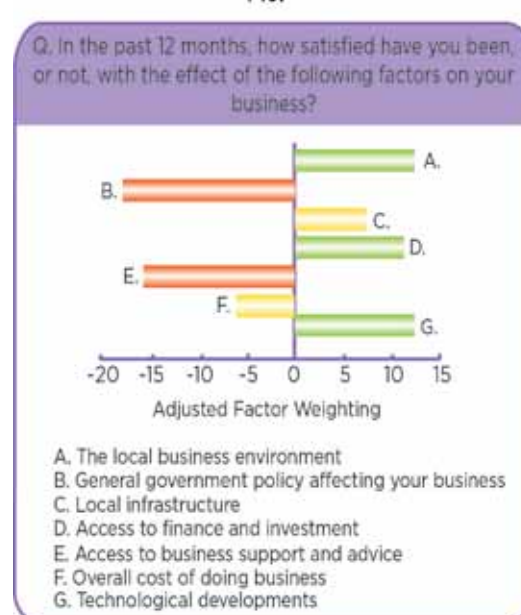 Q. In the past 12 months, how satisfied have you been,
or not, with the effect of the following factors on your
business?
A.
B.
C.
D.
E.
F.
G.
-20 -15 -10 -5 0 5 10 15
Adjusted Factor Weighting
A. The local business environment
B. General government policy affecting your business
C. Local infrastructure
D. Access to finance and investment
E. Access to business support and advice
F. Overall cost of doing business
G. Technological developments